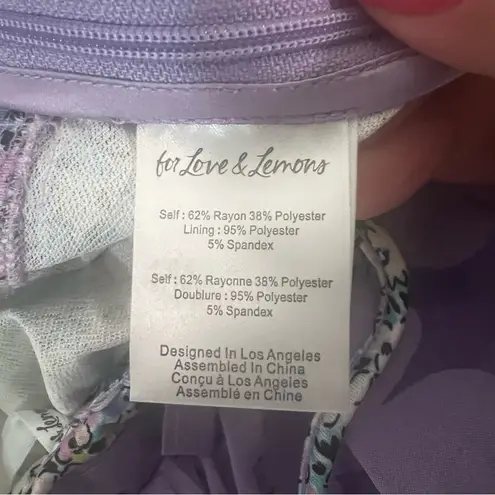 for Love & Lemons
Self : 62% Rayon 38% Polyester
Lining : 95% Polyester
5% Spandex
Self : 62% Rayonne 38% Polyester
Doublure : 95% Polyester
5% Spandex
Designed In Los Angeles
Assembled In China
Conçu à Los Angeles
Assemblé en Chine